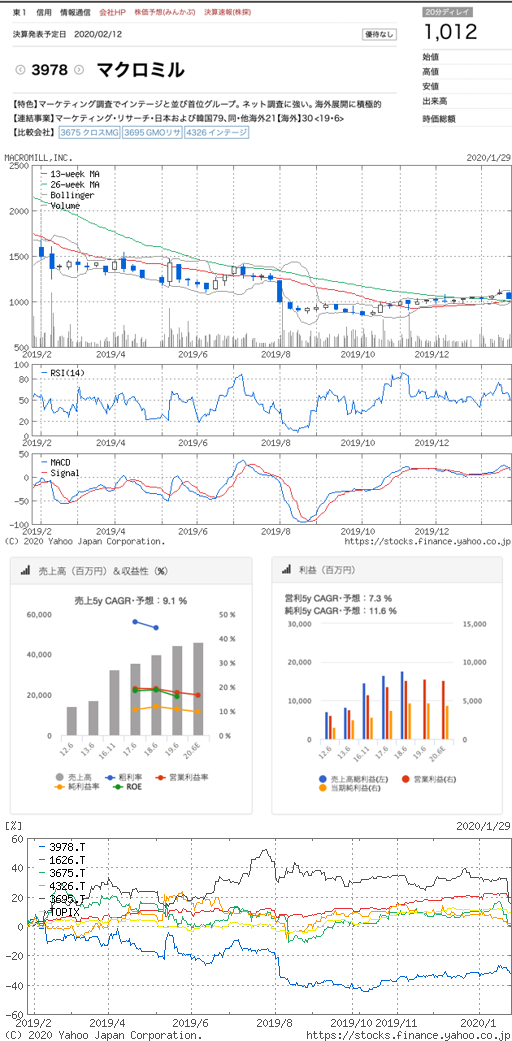 東１ 信用 情報通信 会社HP 株価予想(みんかぶ) 決算速報(株探)
20分ディレイ
1,012
決算発表予定日 2020/02/12
優待なし
3978 マクロミル
始値
高値
安値
出来高
時価総額
【特色】マーケティング調査でインテージと並び首位グループ。ネット調査に強い。海外展開に積極的
【連結事業】マーケティング・リサーチ・日本および韓国79、同・他海外21【海外】30 <19・6>
【比較会社】 3675 クロスMG 3695 GMOリサ 4326 インテージ
MACROMILL,INC. 2020/1/29
2500
13-week MA
26-week MA
Bollinger
Volume
2000
1500
1000
500
2019/2 2019/4 2019/6 2019/8 2019/10 2019/12
100
RSI(14)
80
60
40
20
0
2019/2 2019/4 2019/6 2019/8 2019/10 2019/12
50
MACD
Signal
0
-50
-100
2019/2 2019/4 2019/6 2019/8 2019/10 2019/12
(C) 2020 Yahoo Japan Corporation. https://stocks.finance.yahoo.co.jp
売上高（百万円）＆収益性（%）
売上5y CAGR・予想：9.1 %
60,000 50 %
40 %
40,000
30 %
20,000 20 %
10 %
0 0 %
12.6 13.6 16.11 17.6 18.6 19.6 20.6E
売上高 粗利率 営業利益率
純利益率 ROE
利益（百万円）
営利5y CAGR・予想：7.3 %
純利5y CAGR・予想：11.6 %
30,000 15,000
20,000 10,000
10,000 5,000
0 0
12.6 13.6 16.11 17.6 18.6 19.6 20.6E
売上高総利益(左) 営業利益(右)
当期純利益(右)
[%] 2020/1/29
60
3978.T
1626.T
40
3675.T
4326.T
20
3695.T
TOPIX
0
-20
-40
-60
2019/2 2019/4 2019/6 2019/8 2019/10 2019/11 2020/1
(C) 2020 Yahoo Japan Corporation. https://stocks.finance.yahoo.co.jp